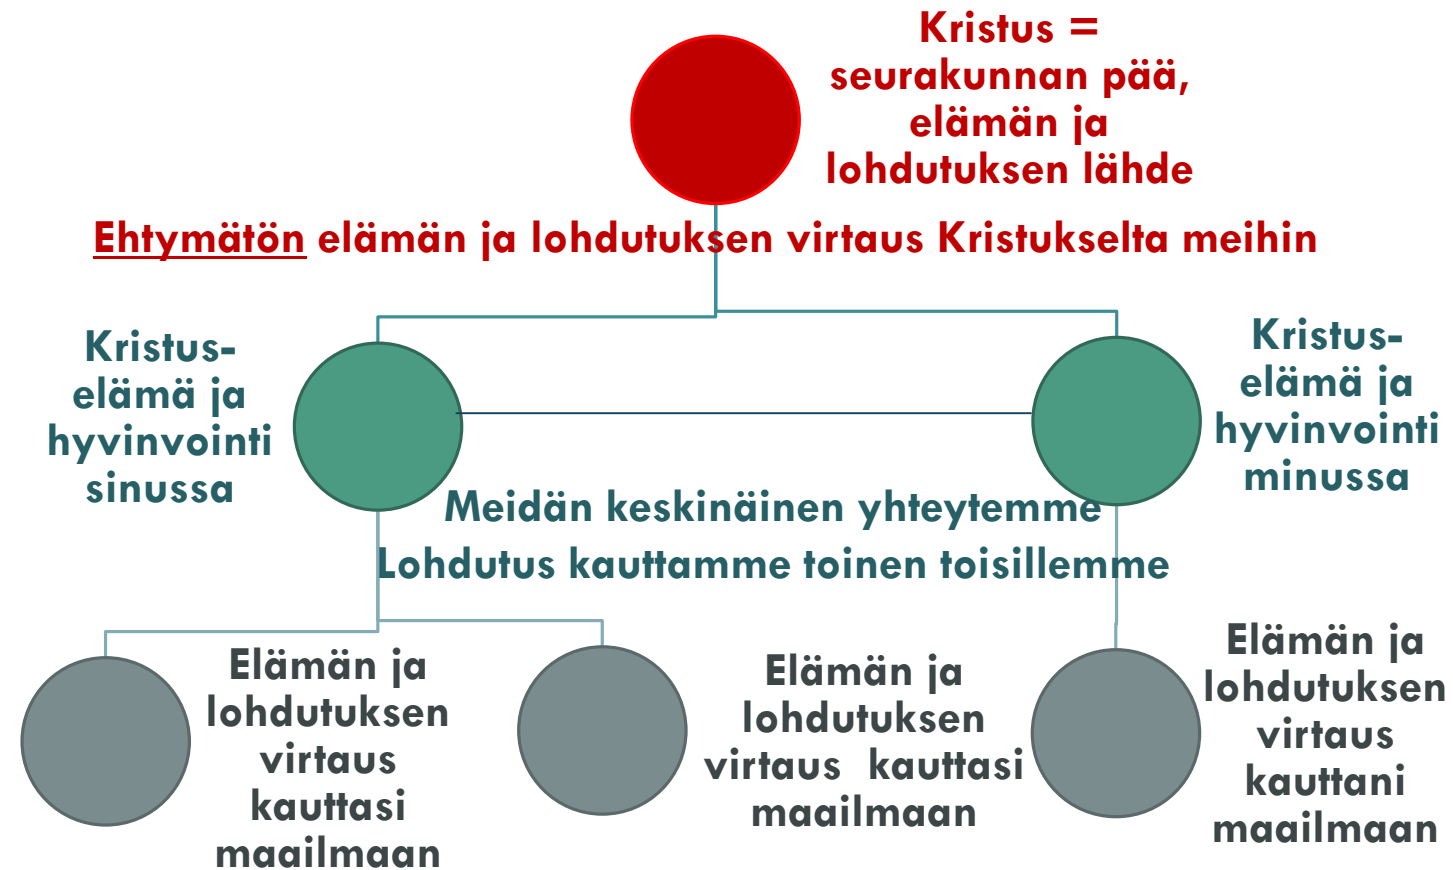 Kristus =
seurakunnan pää,
elämän ja
lohdutuksen lähde
Ehtymätön elämän ja lohdutuksen virtaus Kristukselta meihin
Kristus-
elämä ja
hyvinvointi
sinussa
Kristus-
elämä ja
hyvinvointi
minussa
Meidän keskinäinen yhteytemme
Lohdutus kauttamme toinen toisillemme
Elämän ja
lohdutuksen
virtaus
kauttasi
maailmaan
Elämän ja
lohdutuksen
virtaus kauttasi
maailmaan
Elämän ja
lohdutuksen
virtaus
kauttani
maailmaan